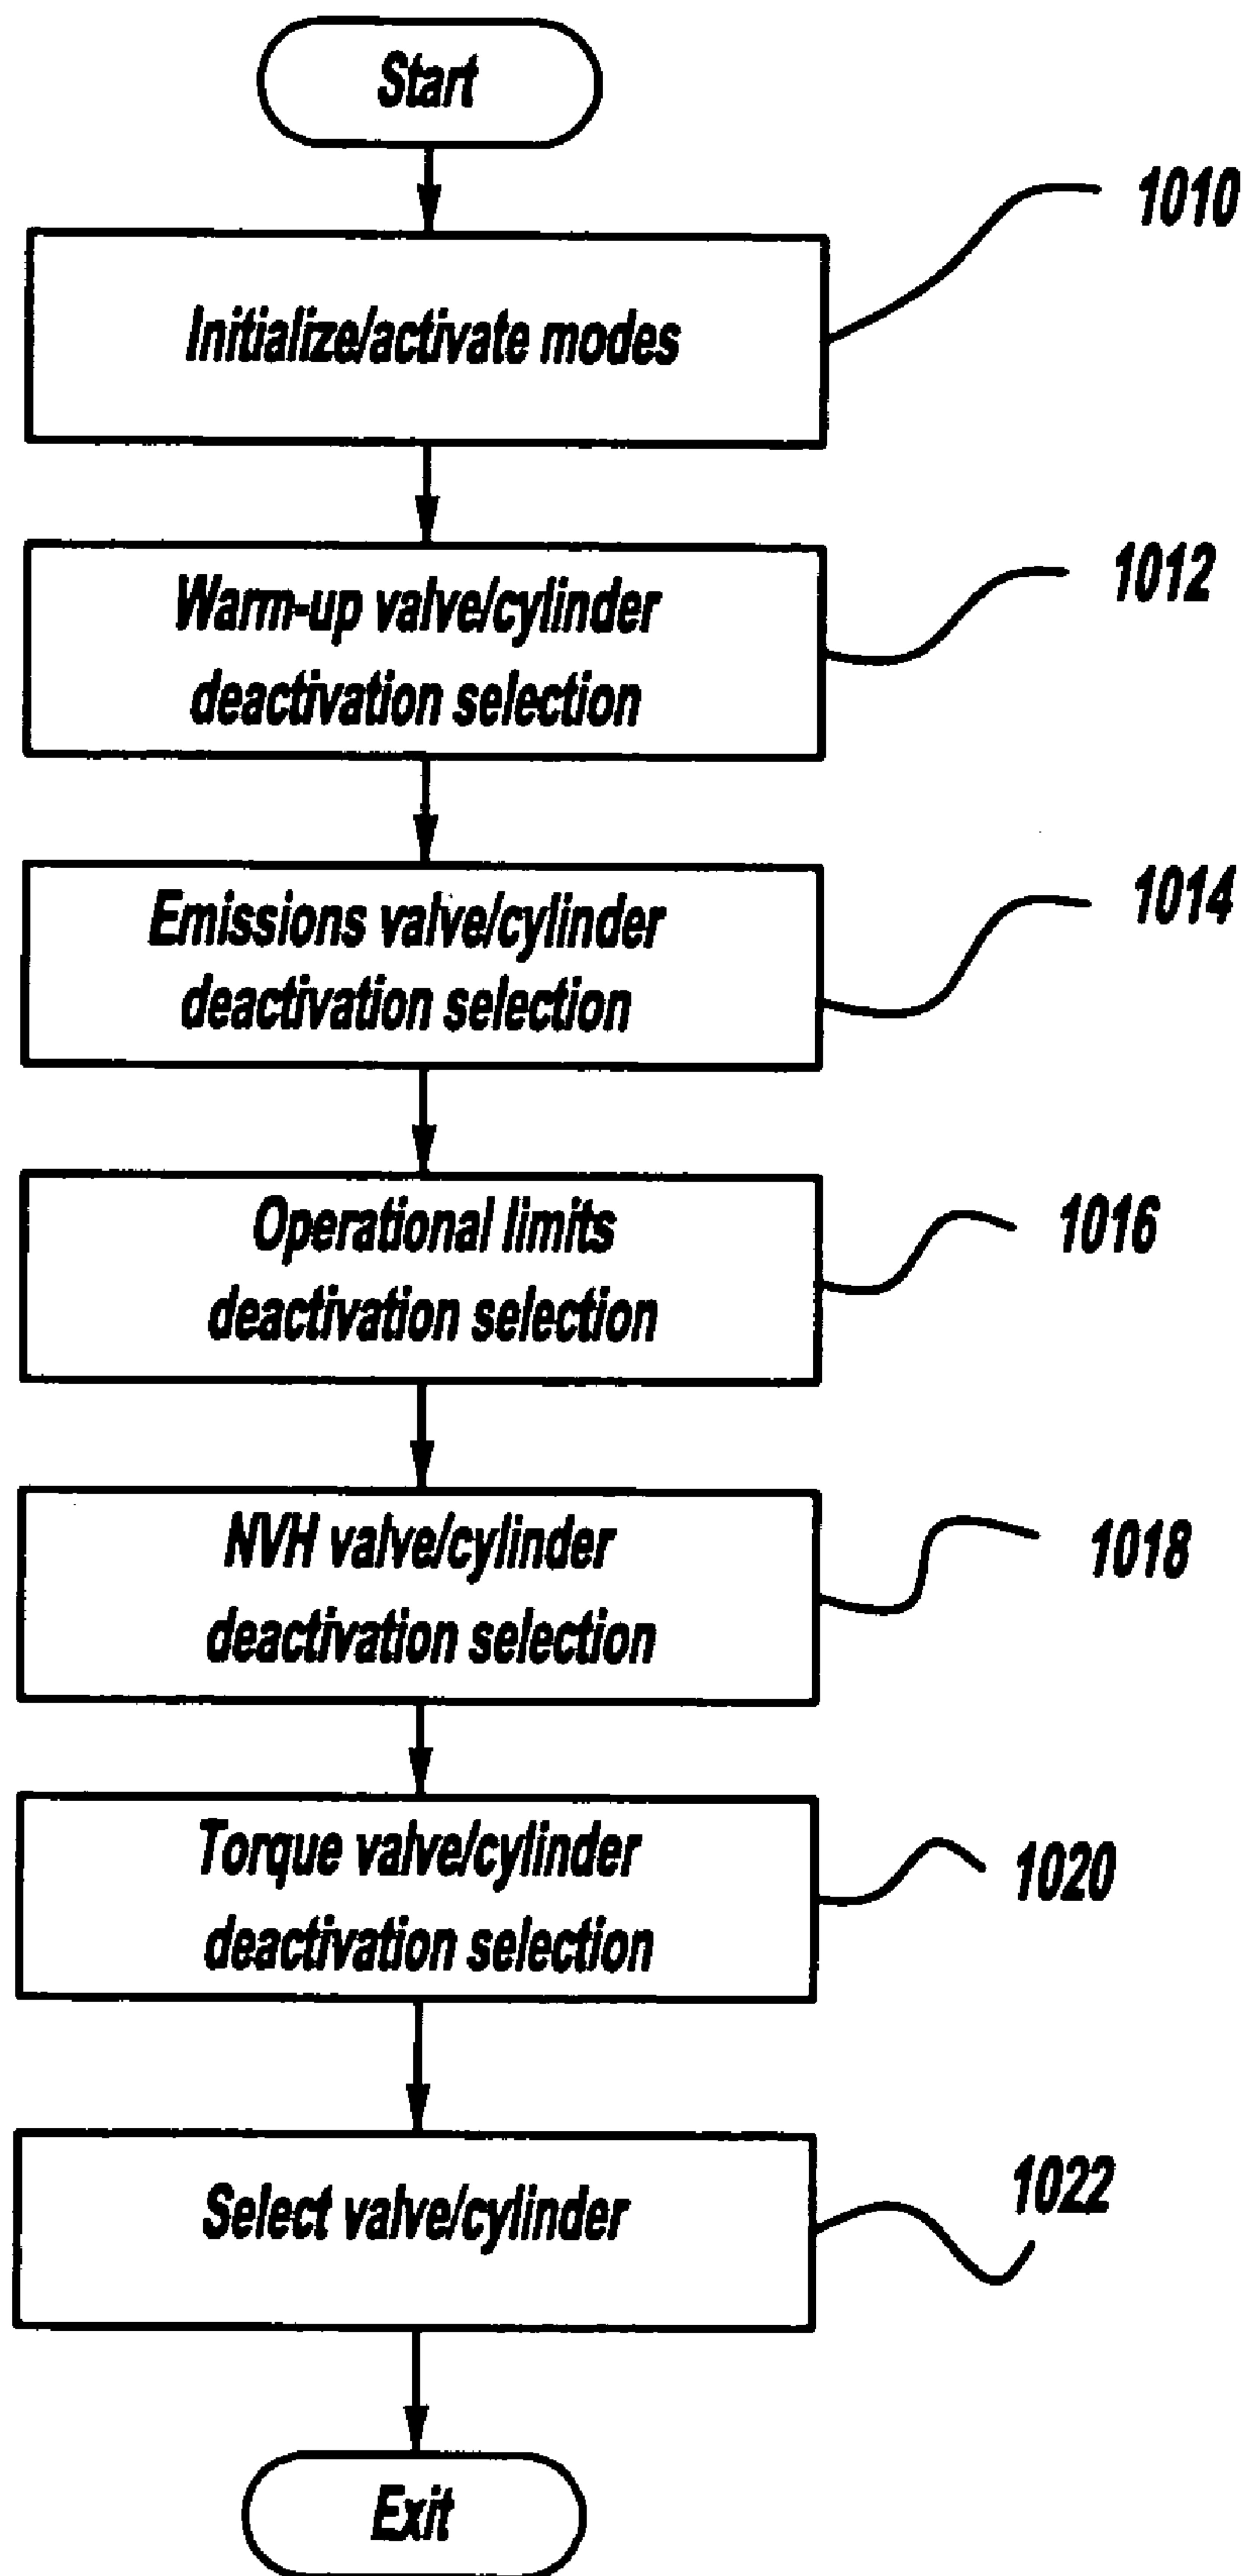 Start
1010
Initialize/activate modes
1012
Warm-up valve/cylinder
deactivation selection
1014
Emissions valve/cylinder
deactivation selection
1016
Operational limits
deactivation selection
1018
NVH valve/cylinder
deactivation selection
1020
Torque valve/cylinder
deactivation selection
1022
Select valve/cylinder
Exit